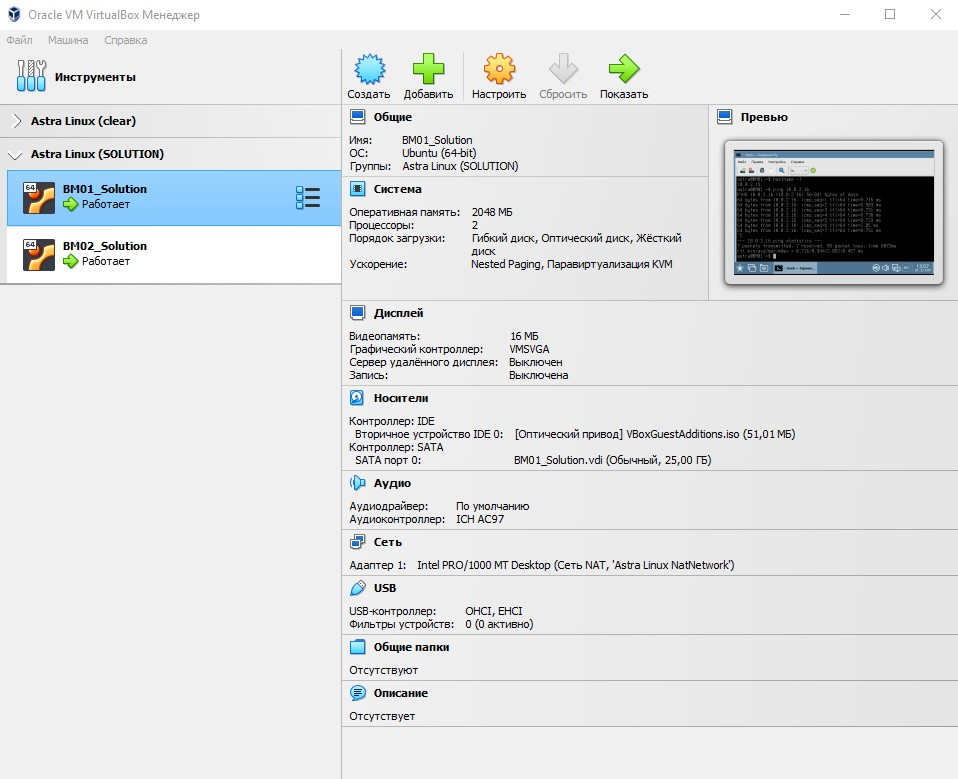 Oracle VM VirtualBox Менеджер
Файл Машина Справка
Инструменты
Создать Добавить Настроить Сбросить Показать
Astra Linux (clear)
Astra Linux (SOLUTION)
64 BM01_Solution
Работает
64 BM02_Solution
Работает
Общие
Имя: BM01_Solution
ОС: Ubuntu (64-bit)
Группы: Astra Linux (SOLUTION)
Система
Оперативная память: 2048 МБ
Процессоры: 2
Порядок загрузки: Гибкий диск, Оптический диск, Жёсткий
диск
Ускорение: Nested Paging, Паравиртуализация KVM
Превью
Дисплей
Видеопамять: 16 МБ
Графический контроллер: VMSVGA
Сервер удалённого дисплея: Выключен
Запись: Выключена
Носители
Контроллер: IDE
Вторичное устройство IDE 0: [Оптический привод] VBoxGuestAdditions.iso (51,01 МБ)
Контроллер: SATA
SATA порт 0: BM01_Solution.vdi (Обычный, 25,00 ГБ)
Аудио
Аудиодрайвер: По умолчанию
Аудиоконтроллер: ICH AC97
Сеть
Адаптер 1: Intel PRO/1000 MT Desktop (Сеть NAT, 'Astra Linux NatNetwork')
USB
USB-контроллер: OHCI, EHCI
Фильтры устройств: 0 (0 активно)
Общие папки
Отсутствуют
Описание
Отсутствует